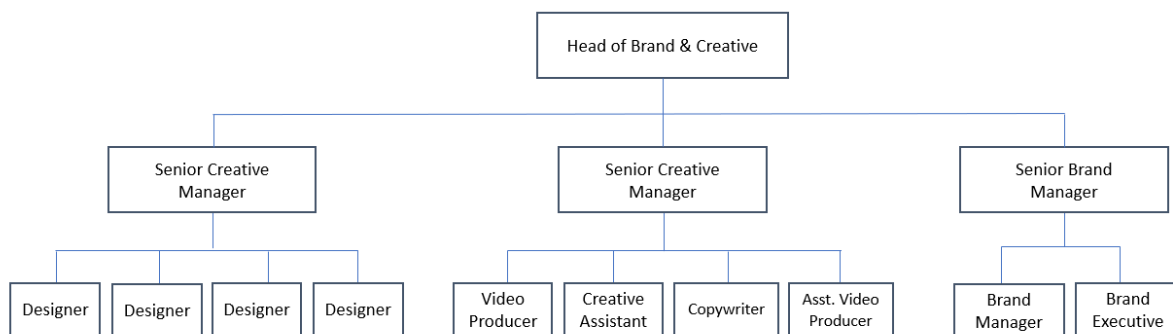 Head of Brand & Creative
Senior Creative
Manager
Senior Creative
Manager
Senior Brand
Manager
Designer
Designer
Designer
Designer
Video
Producer
Creative
Assistant
Copywriter
Asst. Video
Producer
Brand
Manager
Brand
Executive